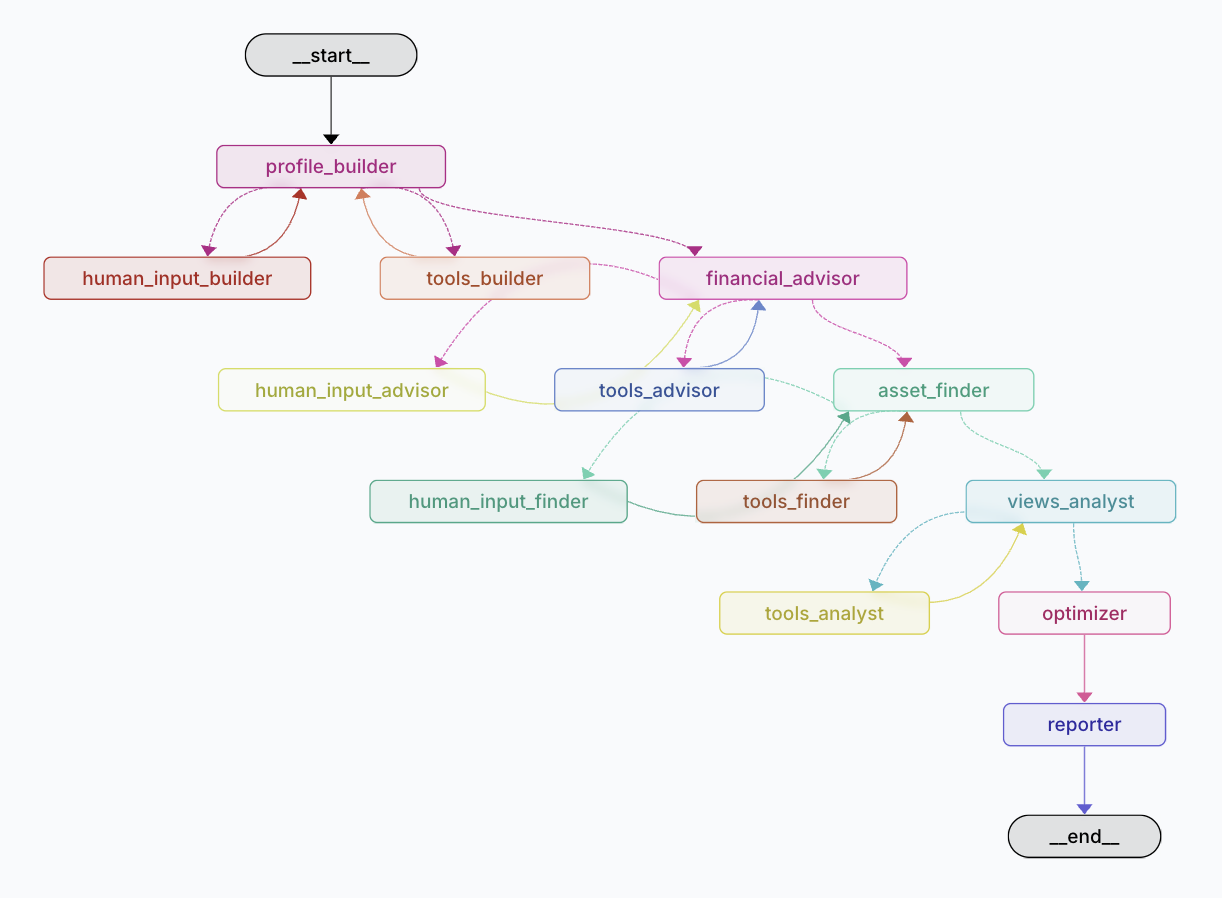 __start__
profile_builder
human_input_builder
tools_builder
financial_advisor
human_input_advisor
tools_advisor
asset_finder
human_input_finder
tools_finder
views_analyst
tools_analyst
optimizer
reporter
__end__